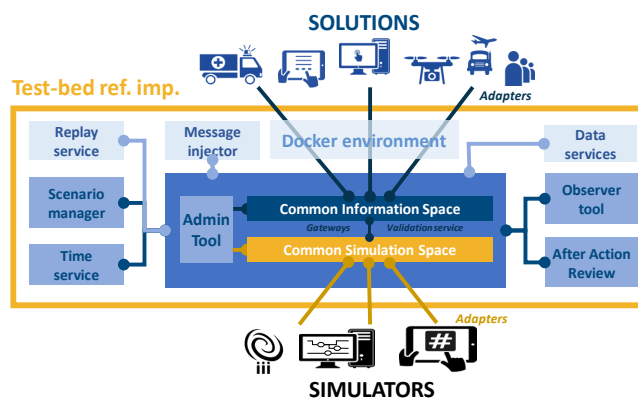 SOLUTIONS
Test-bed ref. imp.
Adapters
Replay
service
Message
injector
Docker environment
Data
services
Scenario
manager
Admin
Tool
Common Information Space
Observer
tool
Gateways
Validation service
Time
service
Common Simulation Space
After Action
Review
Adapters
#
iii
SIMULATORS